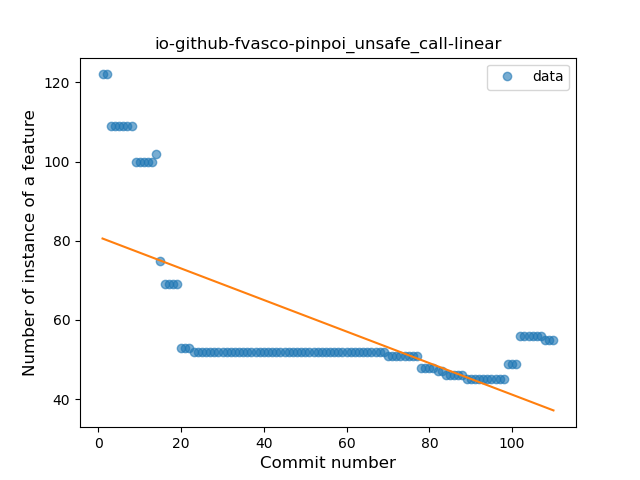 io-github-fvasco-pinpoi_unsafe_call-linear
data
Number of instance of a feature
120
100
80
60
40
0
20
40
60
80
100
Commit number